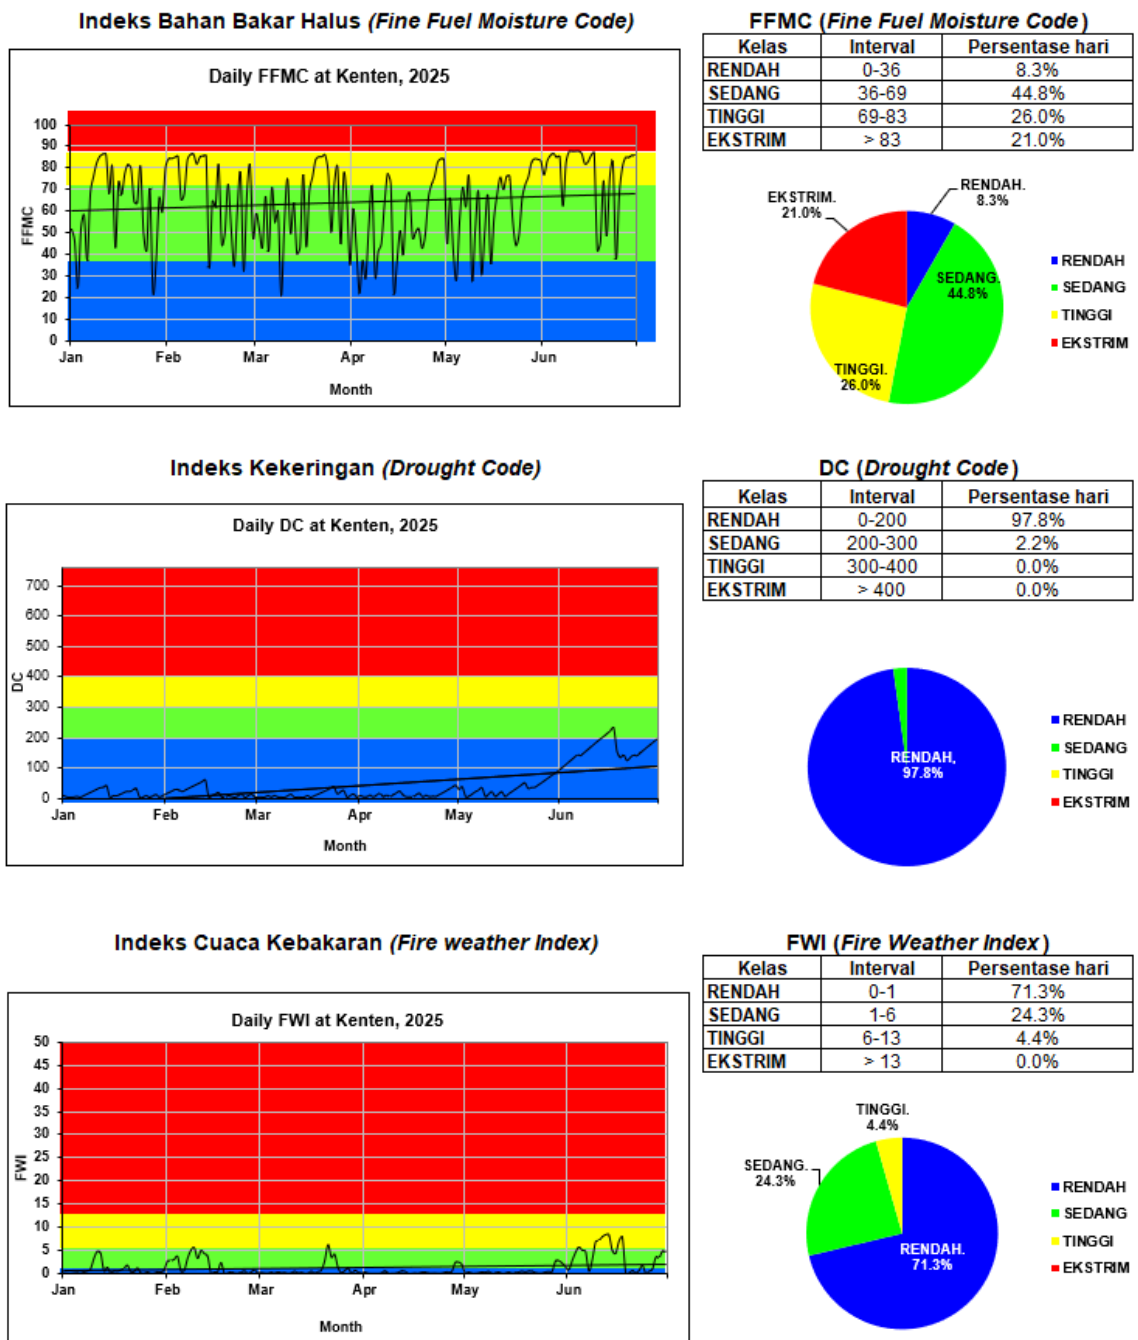 Indeks Bahan Bakar Halus (Fine Fuel Moisture Code)
Daily FFMC at Kenten, 2025
FFMC
100
90
80
70
60
50
40
30
20
10
0
Jan Feb Mar Apr May Jun
Month
FFMC (Fine Fuel Moisture Code)
Kelas Interval Persentase hari
RENDAH 0-36 8.3%
SEDANG 36-69 44.8%
TINGGI 69-83 26.0%
EKSTRIM > 83 21.0%
EKSTRIM.
21.0%
RENDAH.
8.3%
SEDANG.
44.8%
TINGGI.
26.0%
RENDAH
SEDANG
TINGGI
EKSTRIM
Indeks Kekeringan (Drought Code)
Daily DC at Kenten, 2025
DC
700
600
500
400
300
200
100
0
Jan Feb Mar Apr May Jun
Month
DC (Drought Code)
Kelas Interval Persentase hari
RENDAH 0-200 97.8%
SEDANG 200-300 2.2%
TINGGI 300-400 0.0%
EKSTRIM > 400 0.0%
RENDAH,
97.8%
RENDAH
SEDANG
TINGGI
EKSTRIM
Indeks Cuaca Kebakaran (Fire weather Index)
Daily FWI at Kenten, 2025
FWI
50
45
40
35
30
25
20
15
10
5
0
Jan Feb Mar Apr May Jun
Month
FWI (Fire Weather Index)
Kelas Interval Persentase hari
RENDAH 0-1 71.3%
SEDANG 1-6 24.3%
TINGGI 6-13 4.4%
EKSTRIM > 13 0.0%
TINGGI.
4.4%
SEDANG.
24.3%
RENDAH.
71.3%
RENDAH
SEDANG
TINGGI
EKSTRIM